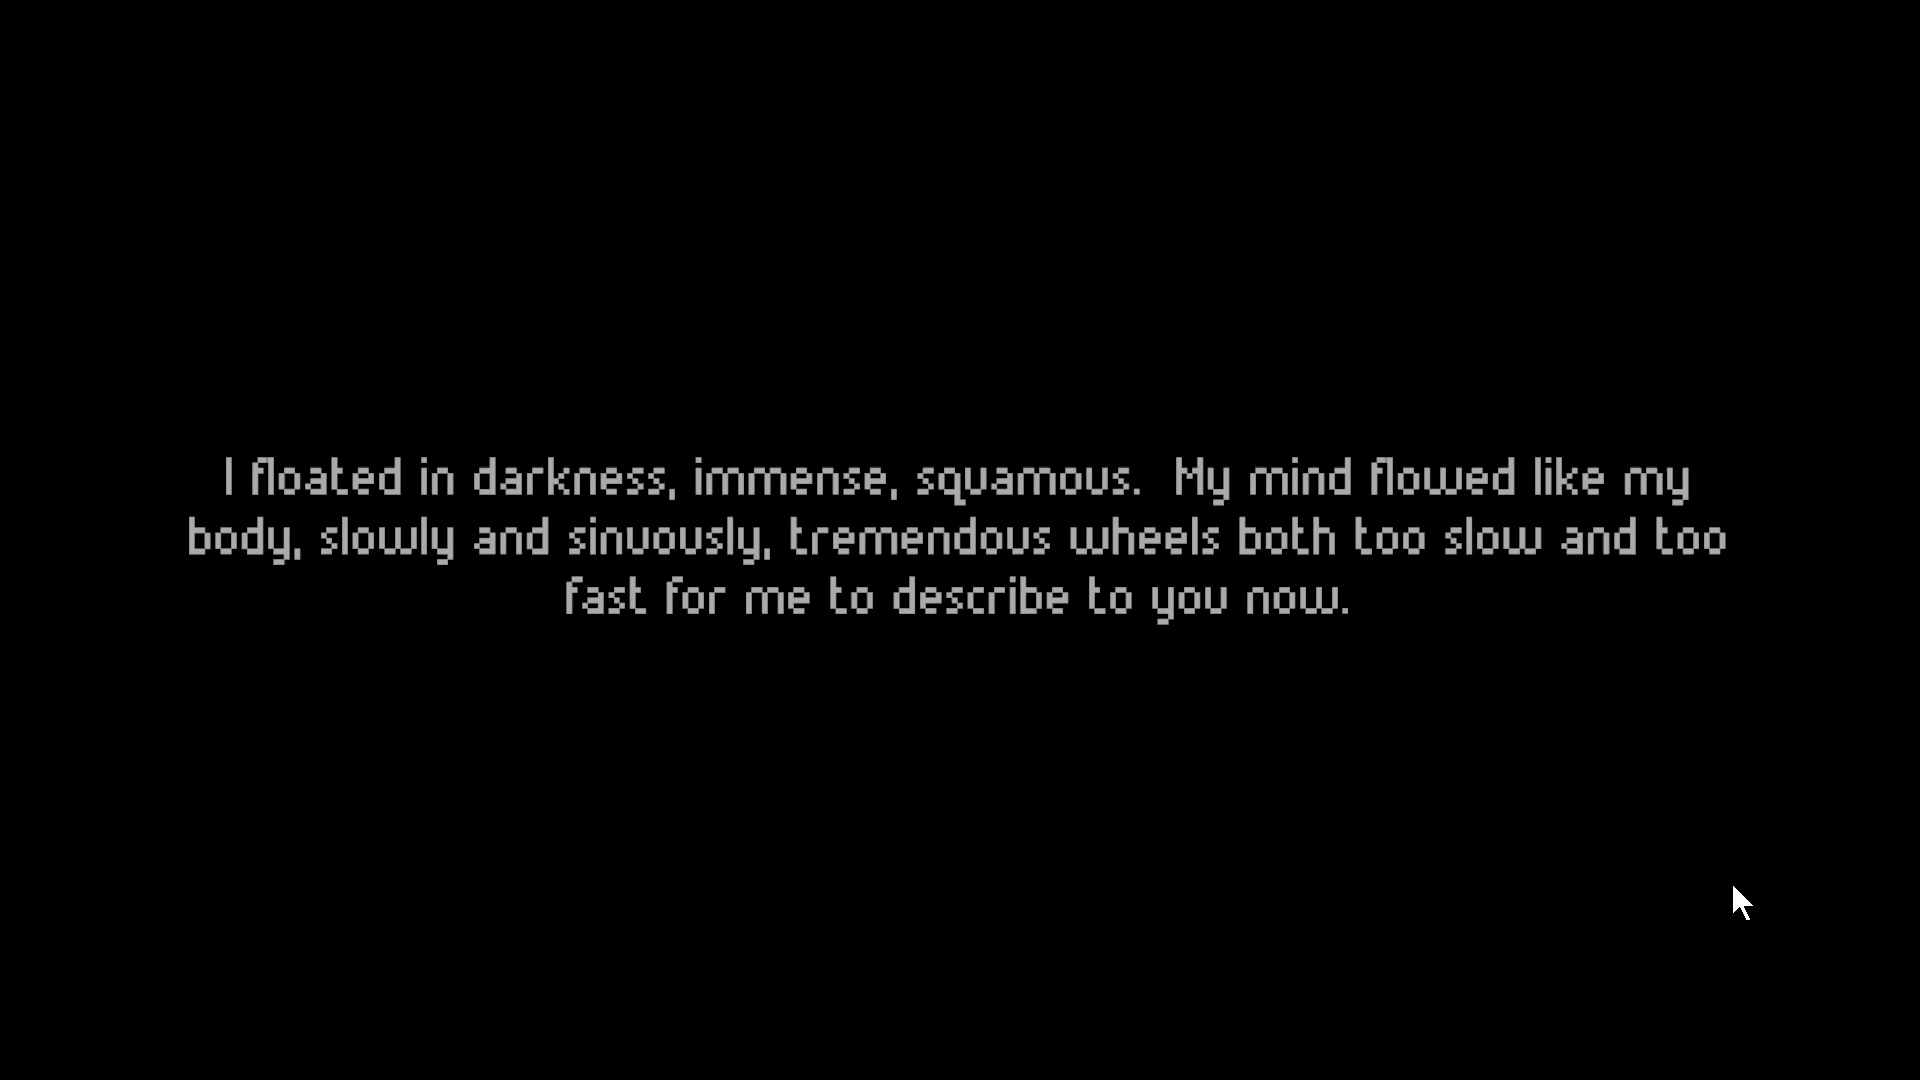 I floated in darkness, immense, squamous.  My mind flowed like my
body, slowly and sinuously, tremendous wheels both too slow and too
fast for me to describe to you now.